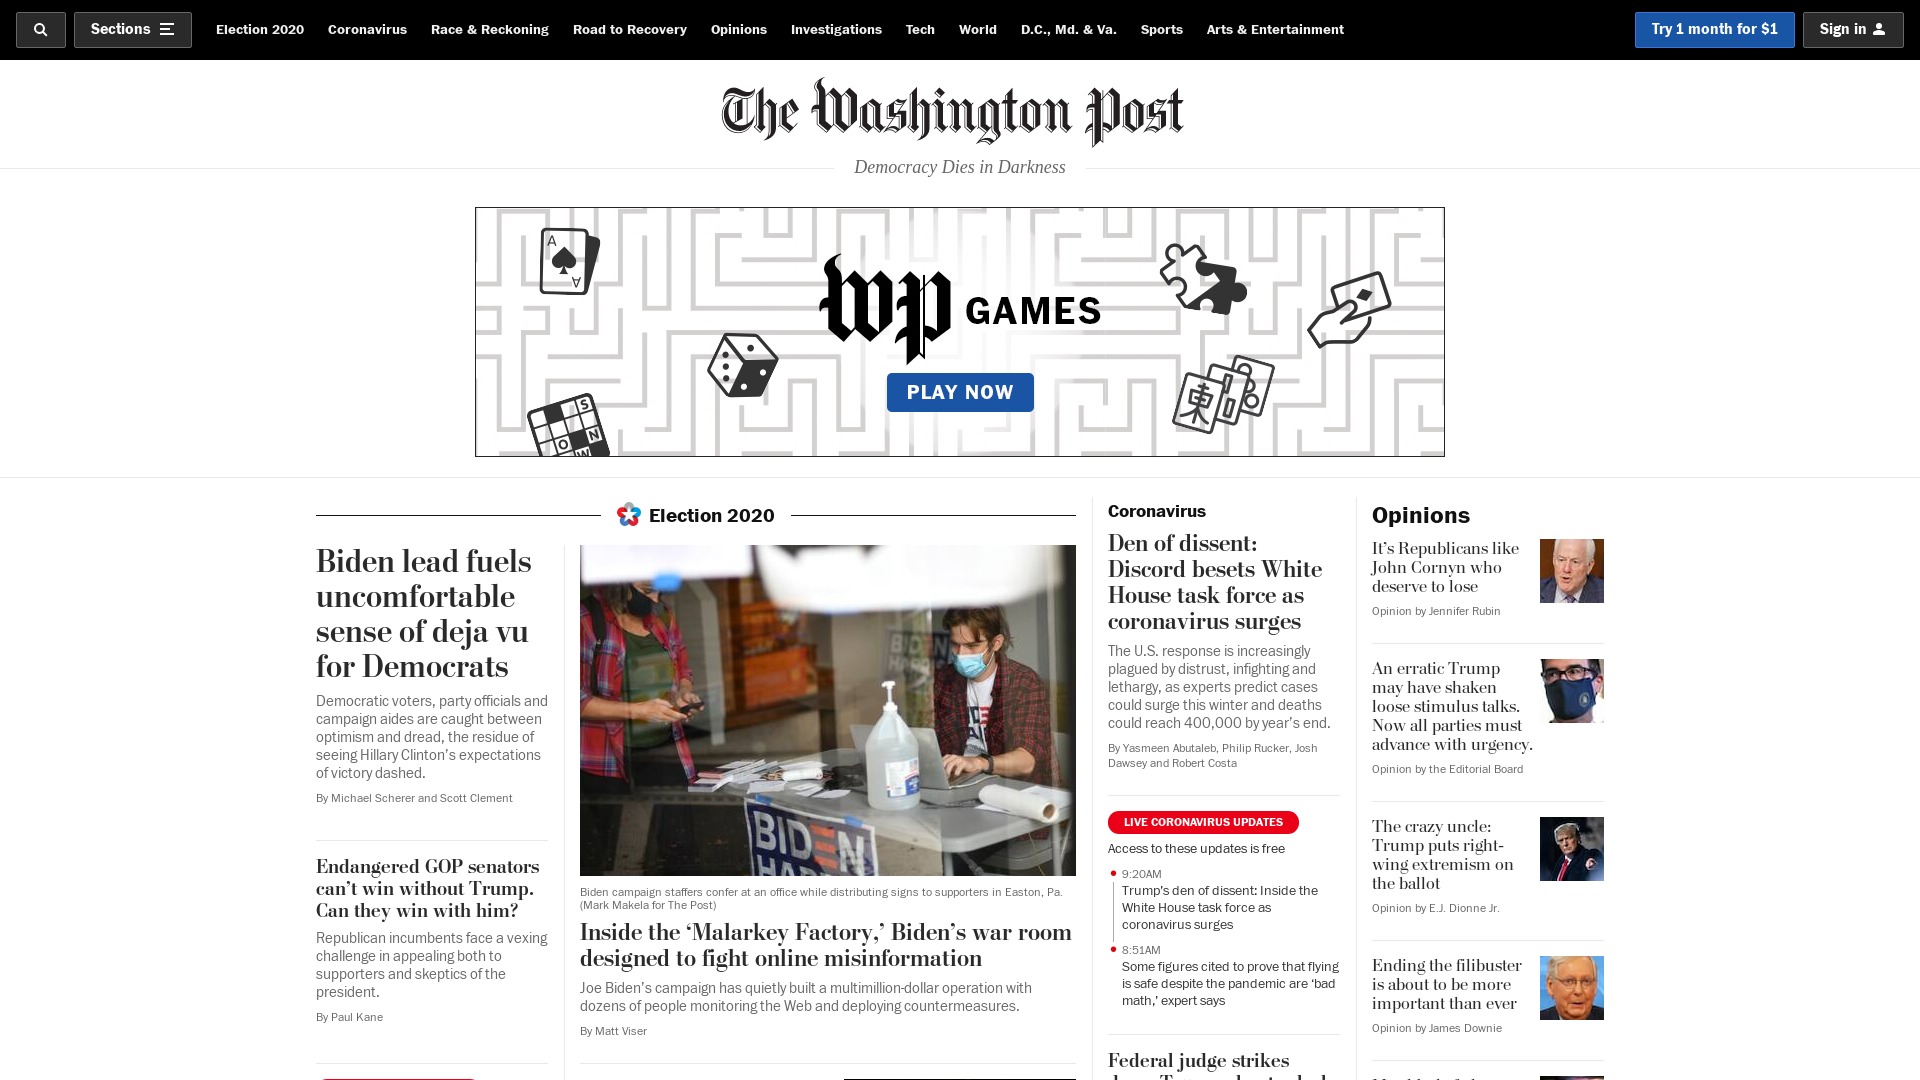 Sections
Election 2020
Coronavirus
Race & Reckoning
Road to Recovery
Opinions
Investigations
Tech
World
D.C., Md. & Va.
Sports
Arts & Entertainment
Try 1 month for $1
Sign in
The Washington Post
Democracy Dies in Darkness
A
A
wp GAMES
PLAY NOW
東
S
O
N
W
Election 2020
Biden lead fuels
uncomfortable
sense of deja vu
for Democrats
Democratic voters, party officials and
campaign aides are caught between
optimism and dread, the residue of
seeing Hillary Clinton’s expectations
of victory dashed.
By Michael Scherer and Scott Clement
Endangered GOP senators
can’t win without Trump.
Can they win with him?
Republican incumbents face a vexing
challenge in appealing both to
supporters and skeptics of the
president.
By Paul Kane
BIDEN
Biden campaign staffers confer at an office while distributing signs to supporters in Easton, Pa.
(Mark Makela for The Post)
Inside the ‘Malarkey Factory,’ Biden’s war room
designed to fight online misinformation
Joe Biden’s campaign has quietly built a multimillion-dollar operation with
dozens of people monitoring the Web and deploying countermeasures.
By Matt Viser
Coronavirus
Den of dissent:
Discord besets White
House task force as
coronavirus surges
The U.S. response is increasingly
plagued by distrust, infighting and
lethargy, as experts predict cases
could surge this winter and deaths
could reach 400,000 by year’s end.
By Yasmeen Abutaleb, Philip Rucker, Josh
Dawsey and Robert Costa
LIVE CORONAVIRUS UPDATES
Access to these updates is free
9:20AM
Trump’s den of dissent: Inside the
White House task force as
coronavirus surges
8:51AM
Some figures cited to prove that flying
is safe despite the pandemic are ‘bad
math,’ expert says
Federal judge strikes
Opinions
It’s Republicans like
John Cornyn who
deserve to lose
Opinion by Jennifer Rubin
An erratic Trump
may have shaken
loose stimulus talks.
Now all parties must
advance with urgency.
Opinion by the Editorial Board
The crazy uncle:
Trump puts right-
wing extremism on
the ballot
Opinion by E.J. Dionne Jr.
Ending the filibuster
is about to be more
important than ever
Opinion by James Downie